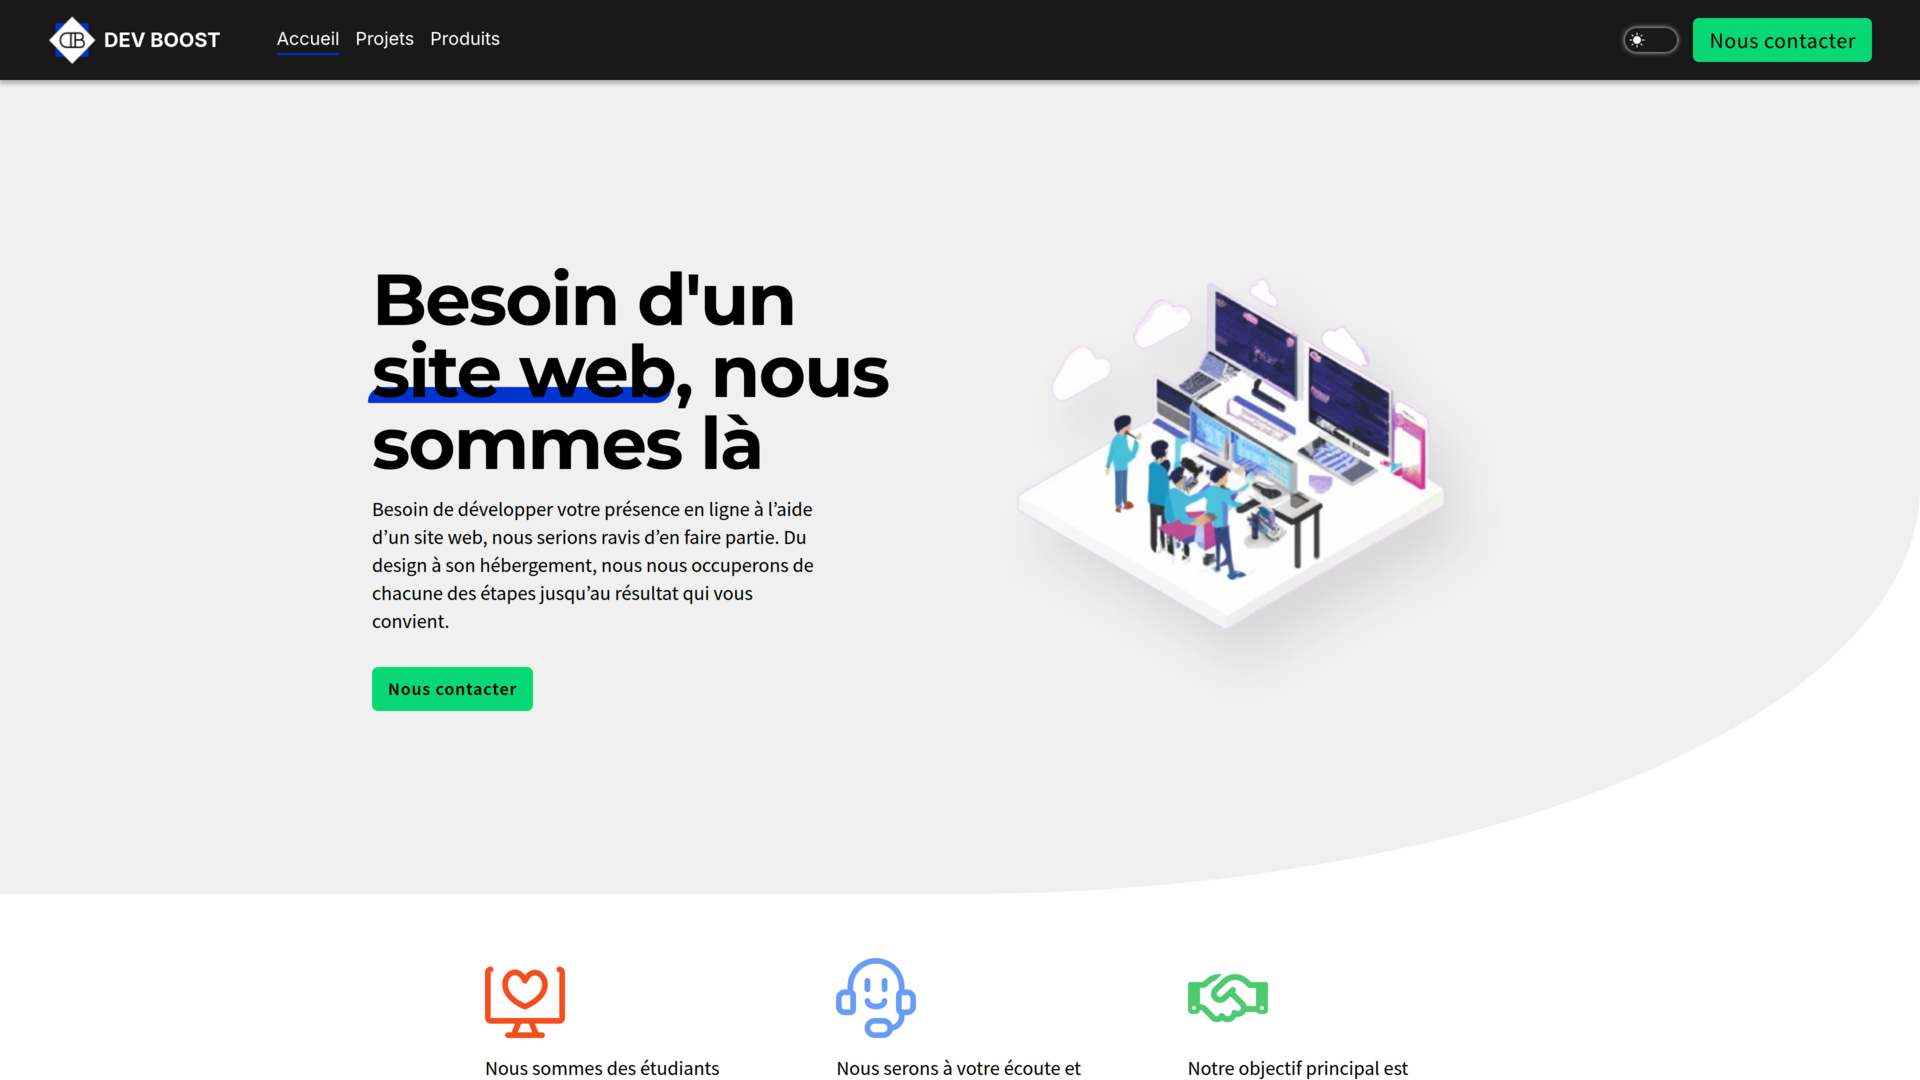 DEV BOOST
Accueil
Projets
Produits
Nous contacter
Besoin d'un
site web, nous
sommes là
Besoin de développer votre présence en ligne à l’aide
d’un site web, nous serions ravis d’en faire partie. Du
design à son hébergement, nous nous occuperons de
chacune des étapes jusqu’au résultat qui vous
convient.
Nous contacter
Nous sommes des étudiants
Nous serons à votre écoute et
Notre objectif principal est